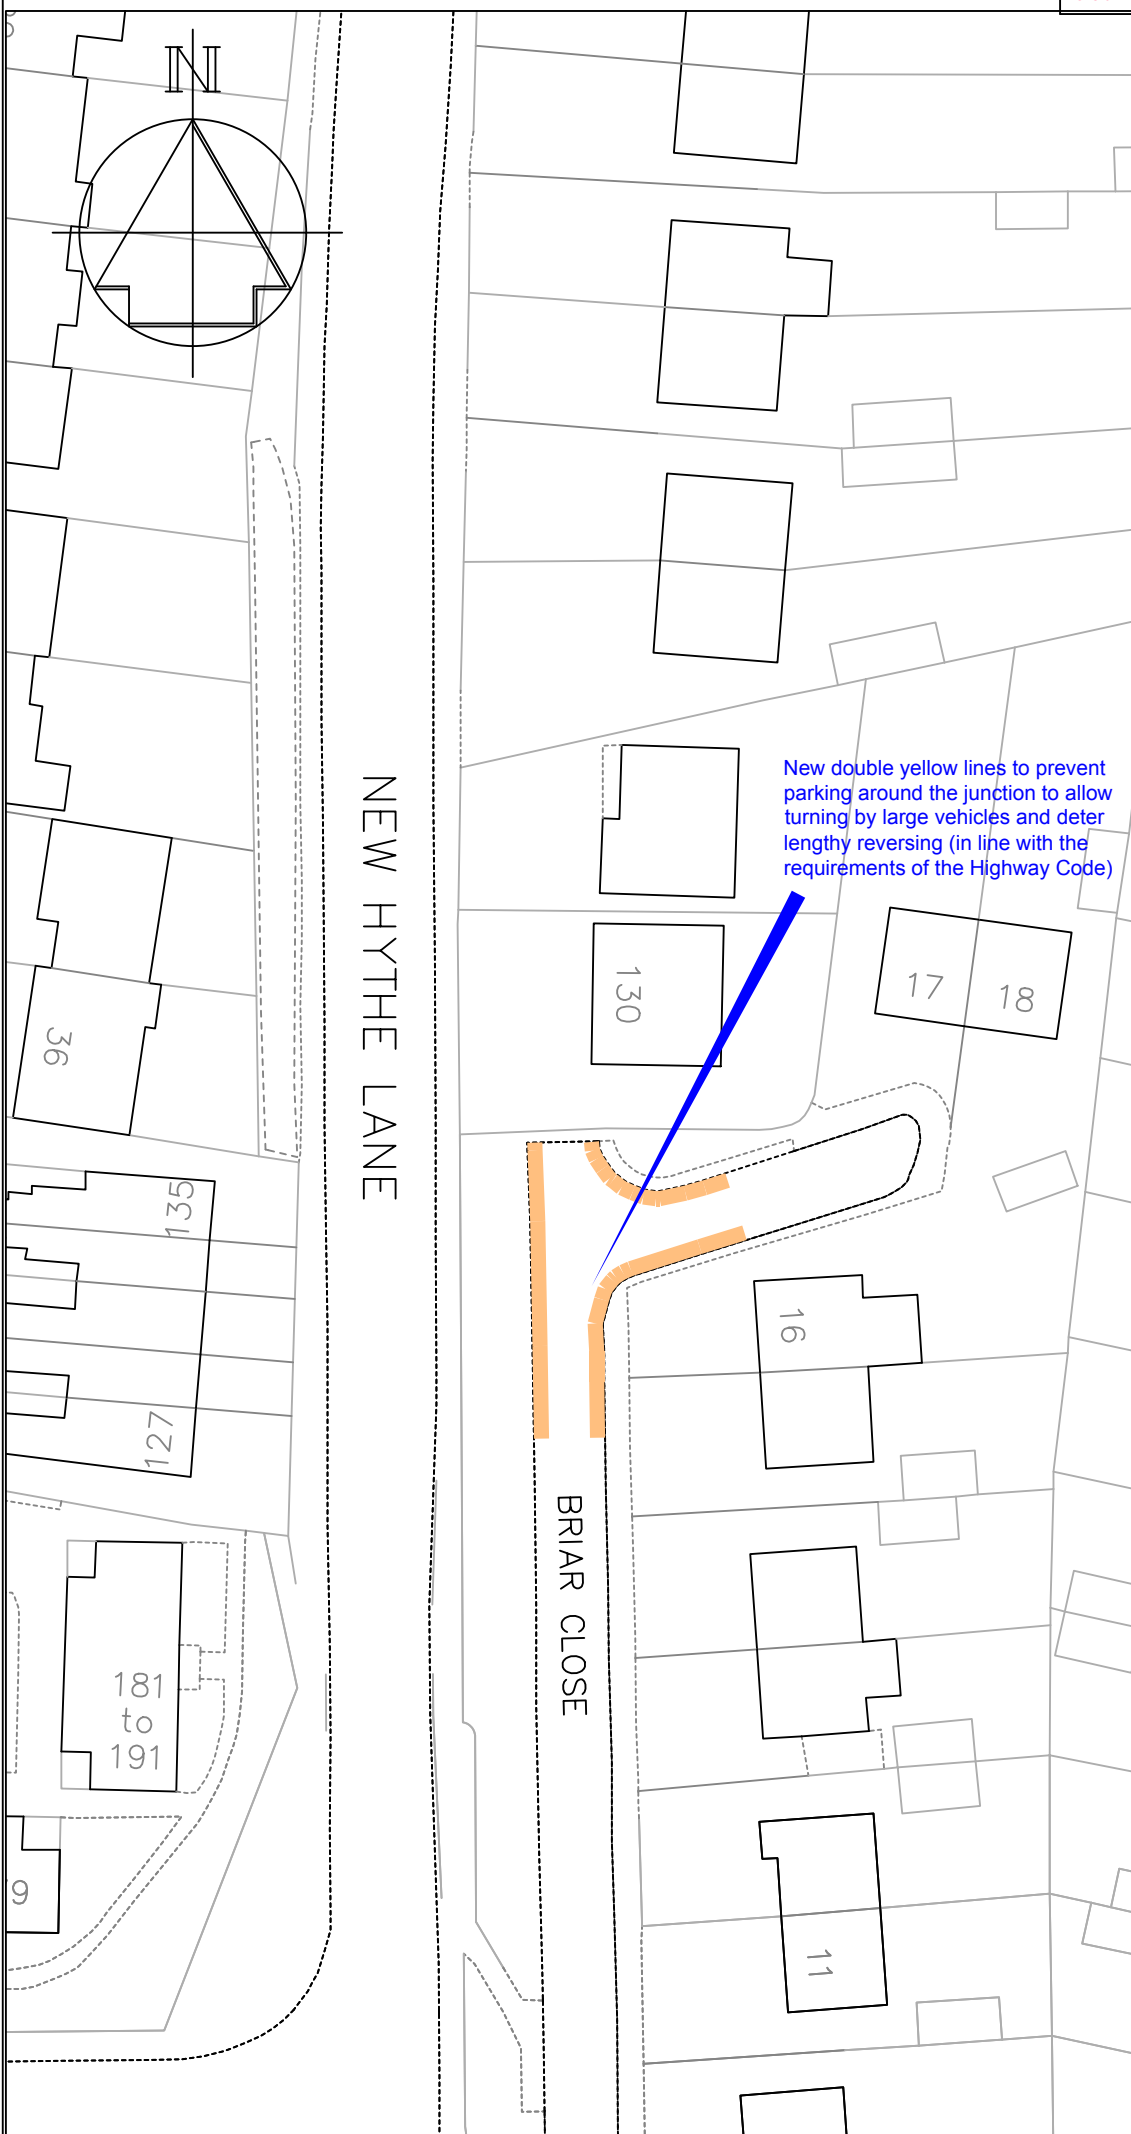 N
New double yellow lines to prevent
parking around the junction to allow
turning by large vehicles and deter
lengthy reversing (in line with the
requirements of the Highway Code)
NEW HYTHE LANE
130
17
18
36
135
16
127
BRIAR CLOSE
181
to
191
11